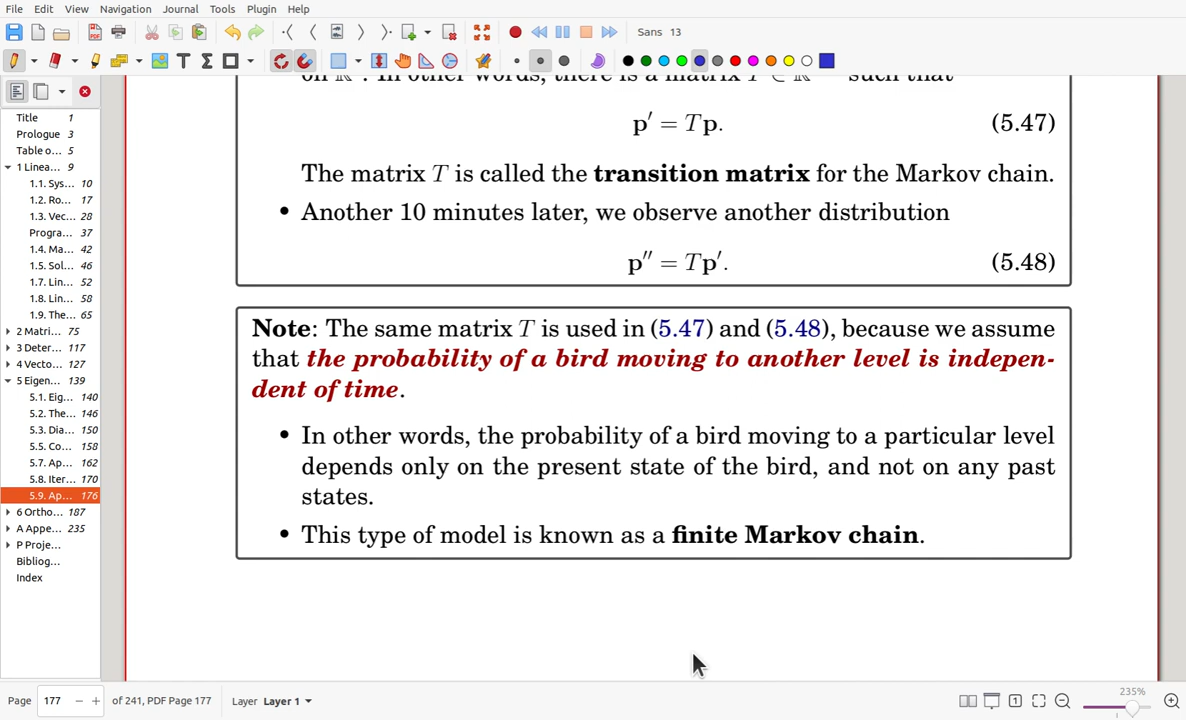 File Edit View Navigation Journal Tools Plugin Help
Sans 13
Title 1
Prologue 3
Table o... 5
1 Linea... 9
1.1. Sys... 10
1.2. Ro... 17
1.3. Vec... 28
Progra... 37
1.4. Ma... 42
1.5. Sol... 46
1.7. Lin... 52
1.8. Lin... 58
1.9. The... 65
2 Matri... 75
3 Deter... 117
4 Vecto... 127
5 Eigen... 139
5.1. Eig... 140
5.2. The... 146
5.3. Dia... 150
5.5. Co... 158
5.7. Ap... 162
5.8. Iter... 170
5.9. Ap... 176
6 Ortho... 187
A Appe... 235
P Proje...
Bibliog...
Index
on ℝ . In other words, there is a matrix T ⊂ ℝ such that
p′ = Tp. (5.47)
The matrix T is called the transition matrix for the Markov chain.
• Another 10 minutes later, we observe another distribution
p″ = Tp′. (5.48)
Note: The same matrix T is used in (5.47) and (5.48), because we assume
that the probability of a bird moving to another level is indepen-
dent of time.
• In other words, the probability of a bird moving to a particular level
depends only on the present state of the bird, and not on any past
states.
• This type of model is known as a finite Markov chain.
Page 177 − + of 241, PDF Page 177 Layer Layer 1
235%